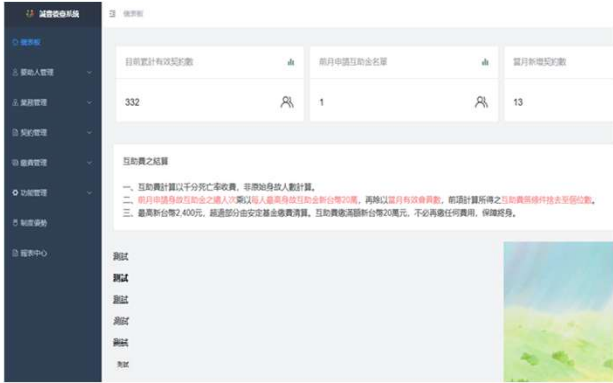 誠富後臺系統
儀表板
儀表板
贊助人管理
業務管理
契約管理
繳費管理
功能管理
制度優勢
報表中心
目前累計有效契約數
332
前月申請互助金名單
1
當月新增契約數
13
互助費之結算
一、互助費計算以千分死亡率收費，非原始身故人數計算。
二、前月申請身故互助金之總人次乘以每人最高身故互助金新台幣20萬，再除以當月有效會員數，前項計算所得之互助費無條件捨去至個位數。
三、最高新台幣2,400元，超過部分由安定基金繳費清算。互助費繳滿額新台幣20萬元，不必再繳任何費用，保障終身。
測試
測試
測試
測試
測試
測試